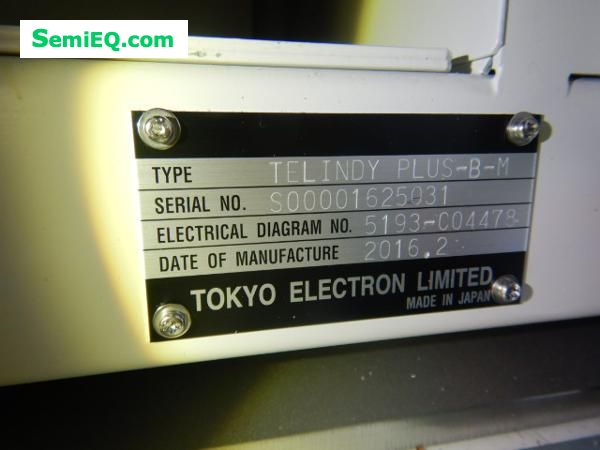 SemiEQ.com
TYPE TELINDY PLUS-B-M
SERIAL NO. S00001625031
ELECTRICAL DIAGRAM NO. 5193-C04478
DATE OF MANUFACTURE 2016.2
TOKYO ELECTRON LIMITED
MADE IN JAPAN